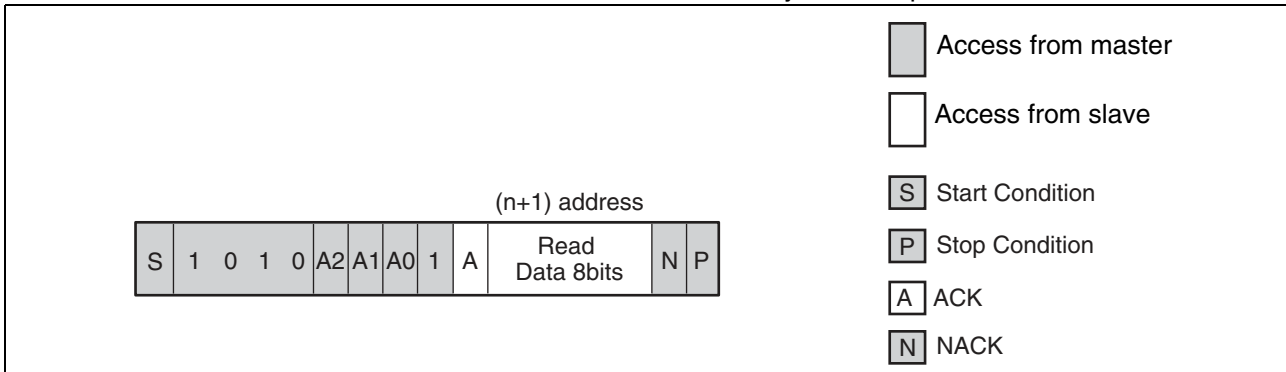 (n+1) address
S 1 0 1 0 A2 A1 A0 1 A Read Data 8bits N P
Access from master
Access from slave
S Start Condition
P Stop Condition
A ACK
N NACK